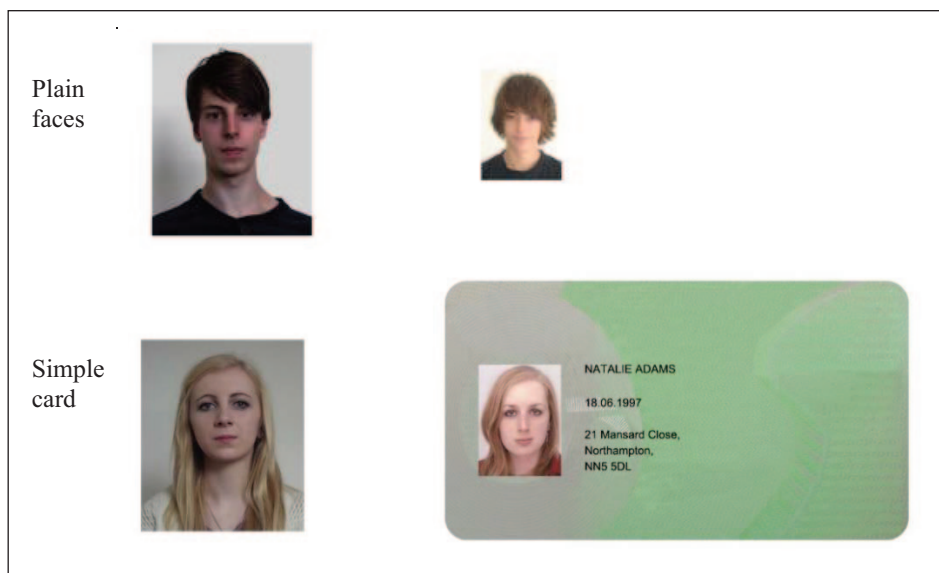 Plain
faces
Simple
card
NATALIE ADAMS
18.06.1997
21 Mansard Close,
Northampton,
NN5 5DL